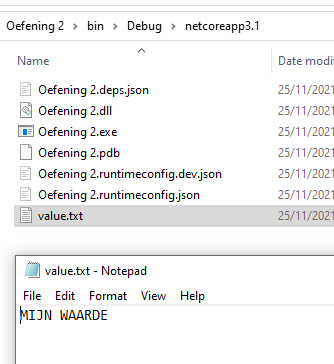 Oefening 2 > bin > Debug > netcoreapp3.1
Name Date modif
Oefening 2.deps.json 25/11/2021
Oefening 2.dll 25/11/2021
Oefening 2.exe 25/11/2021
Oefening 2.pdb 25/11/2021
Oefening 2.runtimeconfig.dev.json 25/11/2021
Oefening 2.runtimeconfig.json 25/11/2021
value.txt 25/11/2021
value.txt - Notepad
File Edit Format View Help
MIJN WAARDE